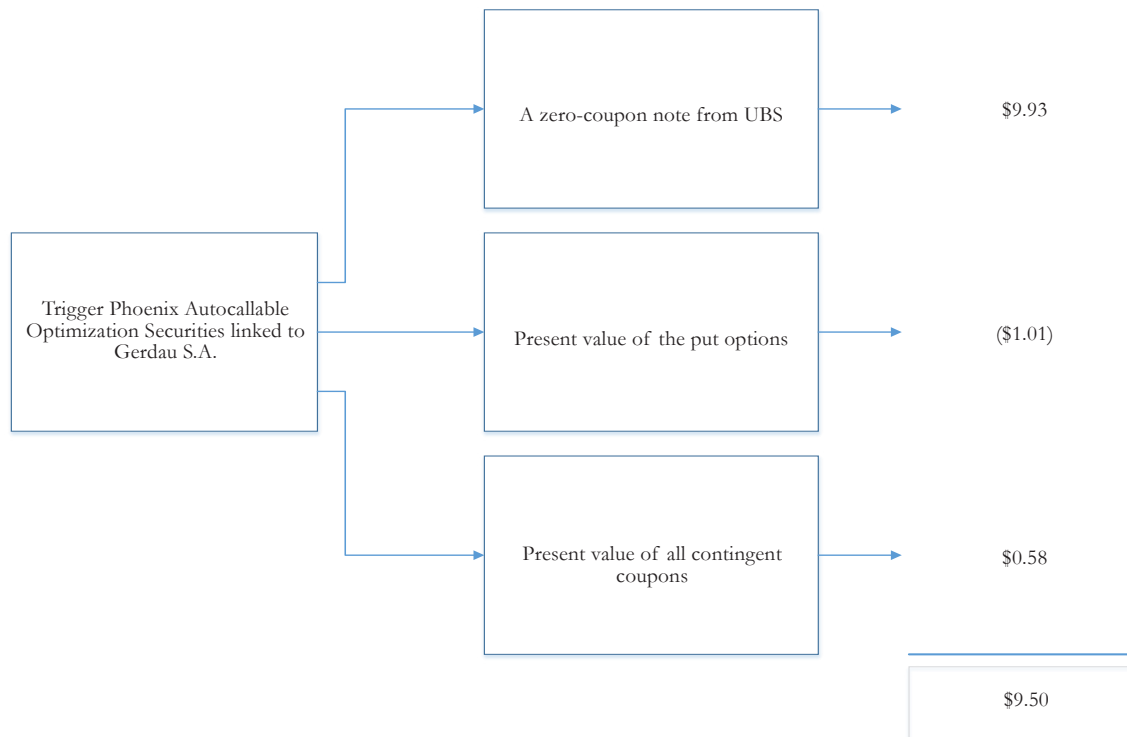 A zero-coupon note from UBS
$9.93
Trigger Phoenix Autocallable
Optimization Securities linked to
Gerdau S.A.
Present value of the put options
($1.01)
Present value of all contingent
coupons
$0.58
$9.50